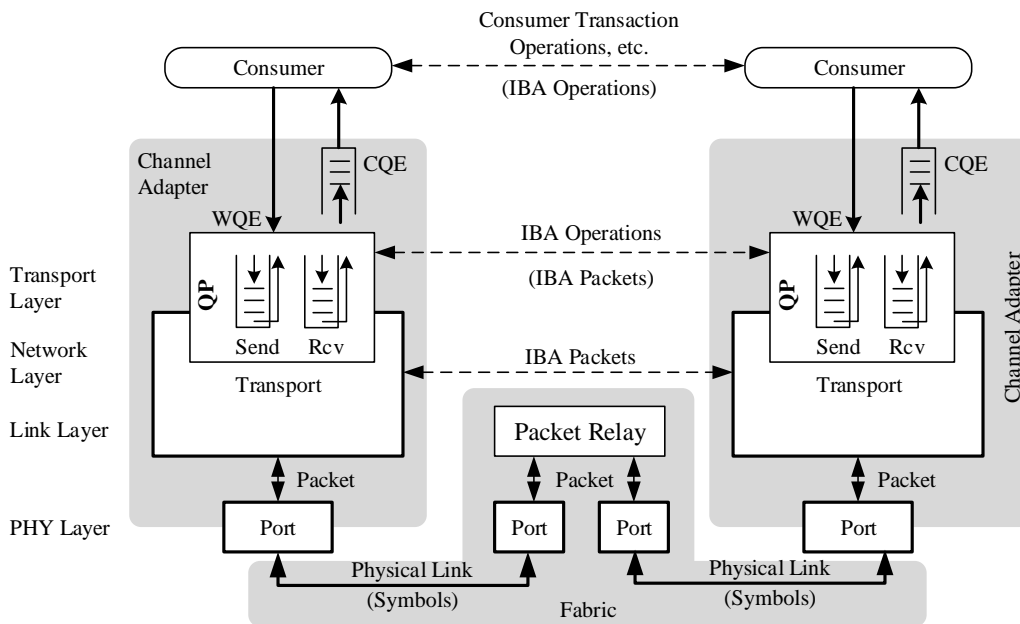 Consumer Transaction
Operations, etc.
(IBA Operations)
Consumer
Consumer
Channel
Adapter
CQE
CQE
WQE
WQE
IBA Operations
(IBA Packets)
Transport
Layer
QP
Send
Rcv
QP
Send
Rcv
Channel Adapter
Network
Layer
IBA Packets
Transport
Transport
Link Layer
Packet Relay
Packet
Packet
Packet
PHY Layer
Port
Port
Port
Port
Physical Link
(Symbols)
Physical Link
(Symbols)
Fabric